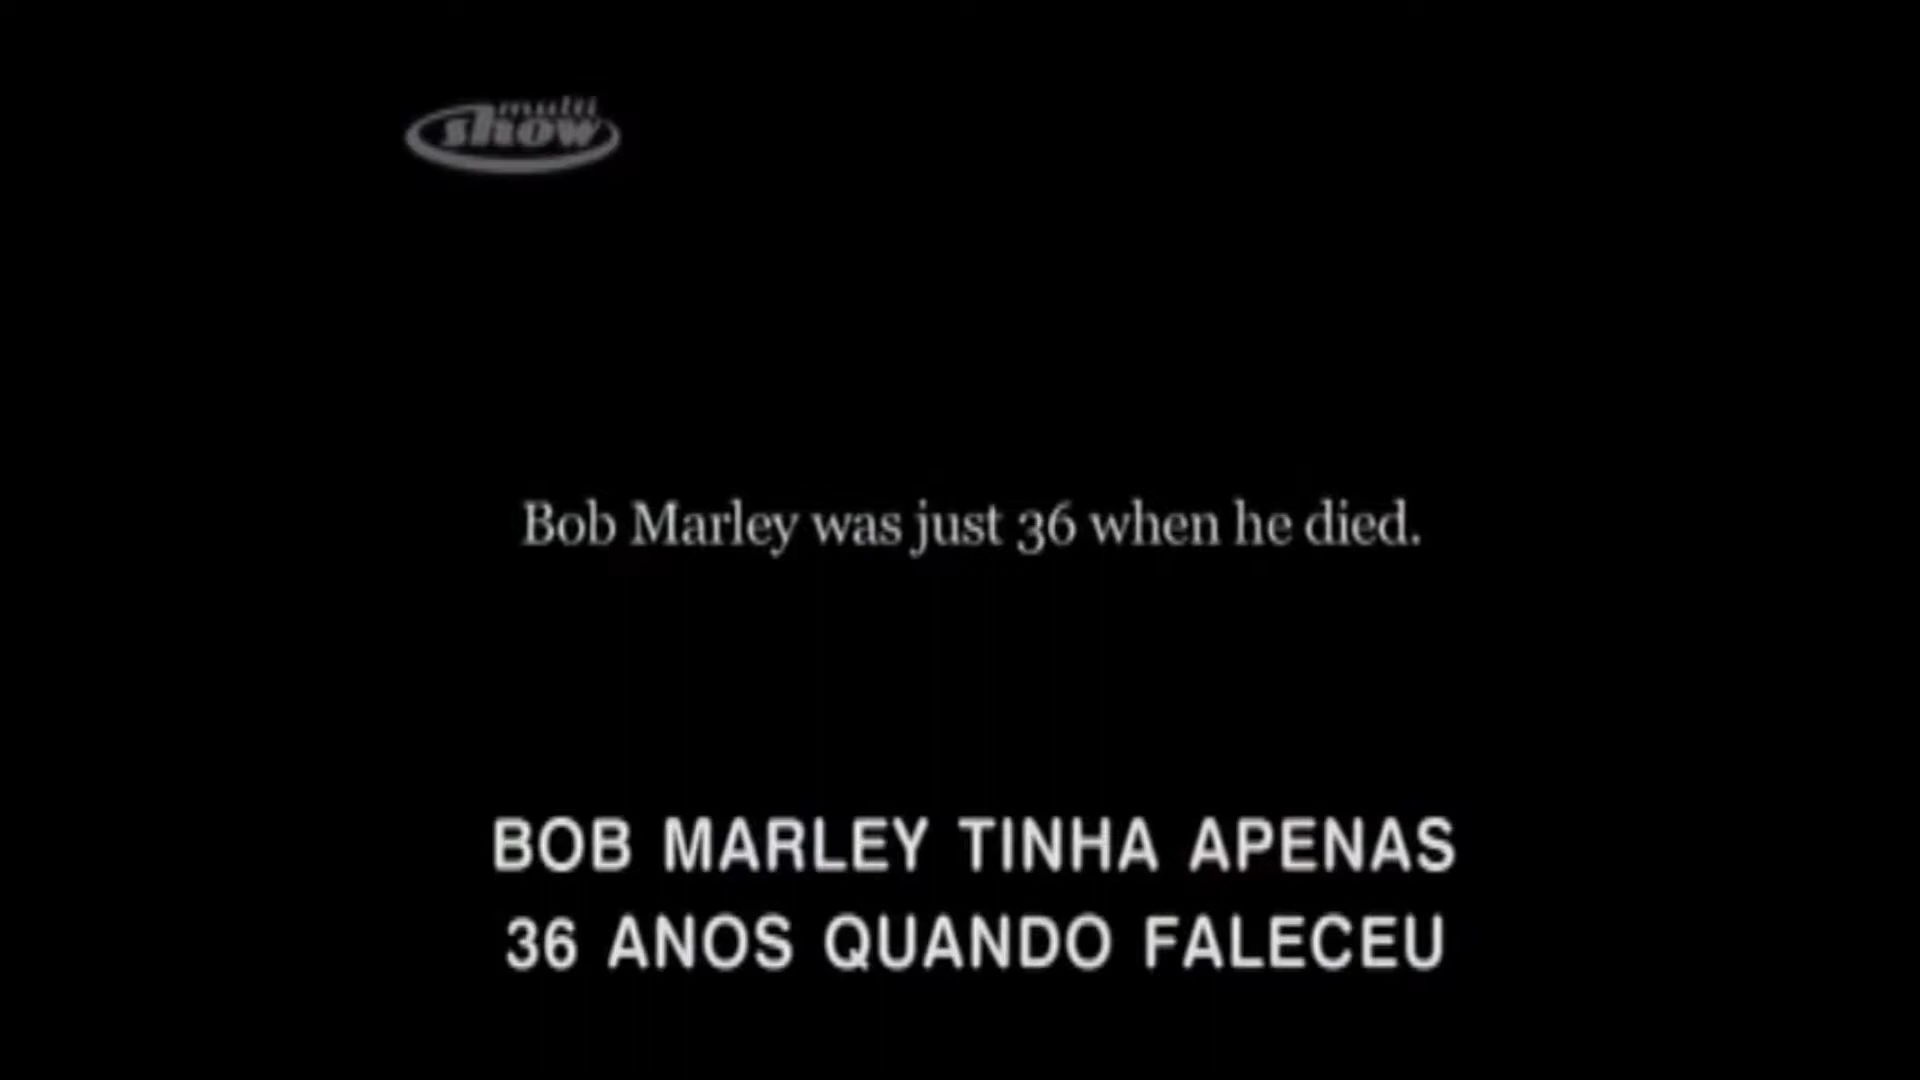 multi
show
Bob Marley was just 36 when he died.
BOB MARLEY TINHA APENAS
36 ANOS QUANDO FALECEU